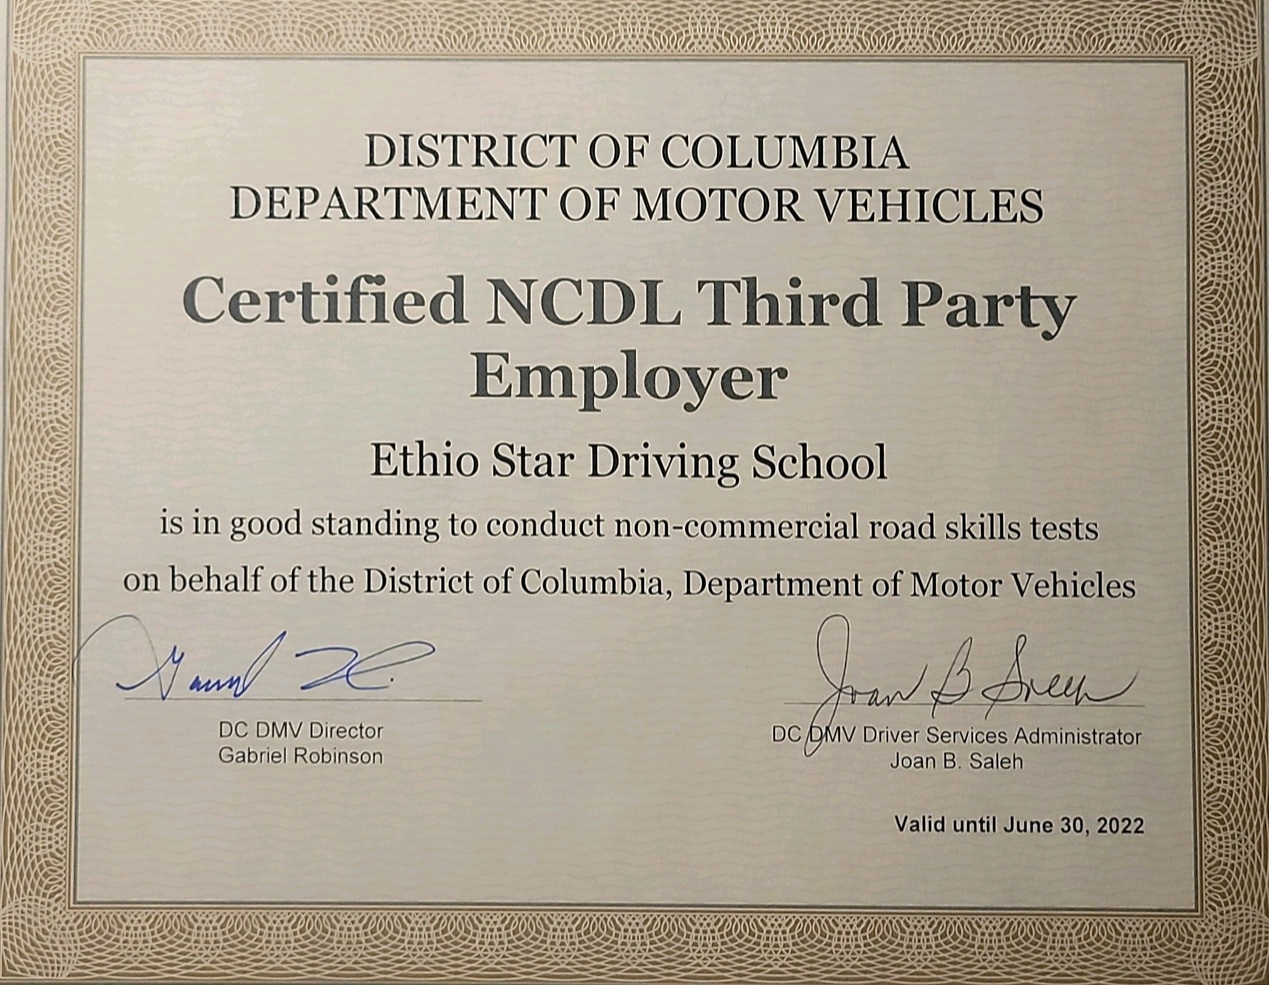 DISTRICT OF COLUMBIA
DEPARTMENT OF MOTOR VEHICLES
Certified NCDL Third Party
Employer
Ethio Star Driving School
is in good standing to conduct non-commercial road skills tests
on behalf of the District of Columbia, Department of Motor Vehicles
DC DMV Director
Gabriel Robinson
Joan B
DC DMV Driver Services Administrator
Joan B. Saleh
Valid until June 30, 2022